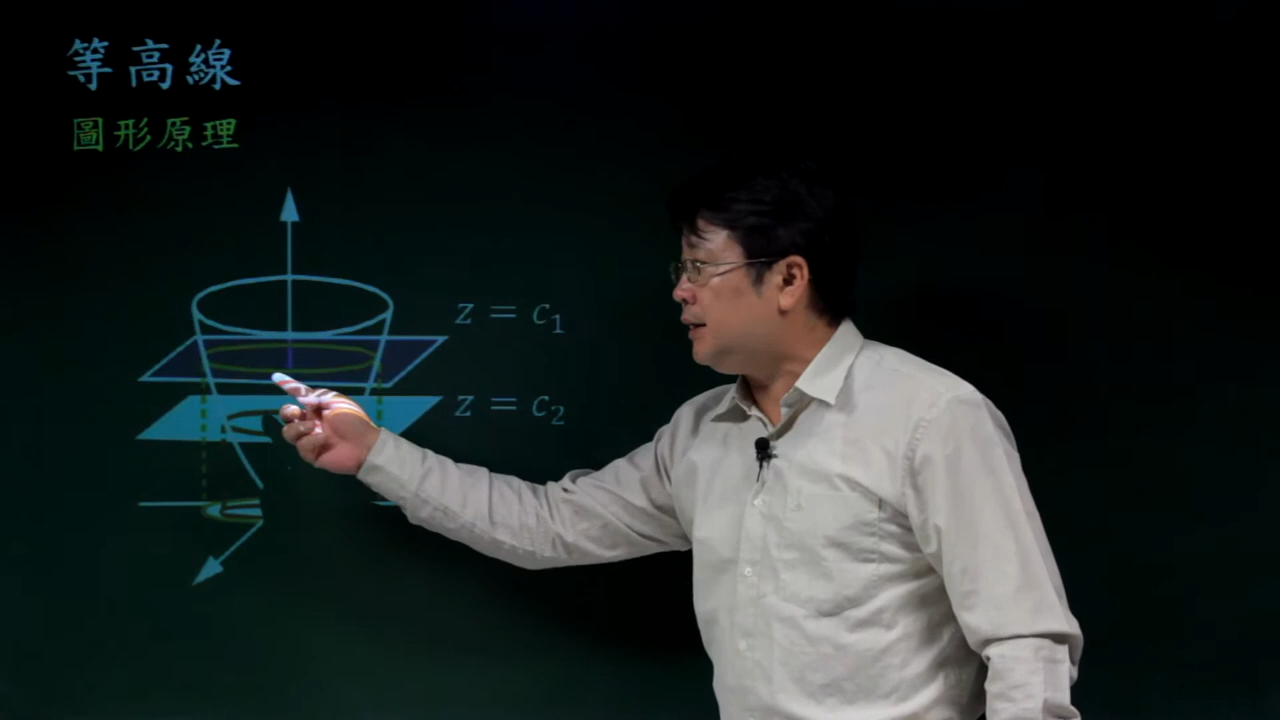 等高線
圖形原理
z = c₁
z = c₂